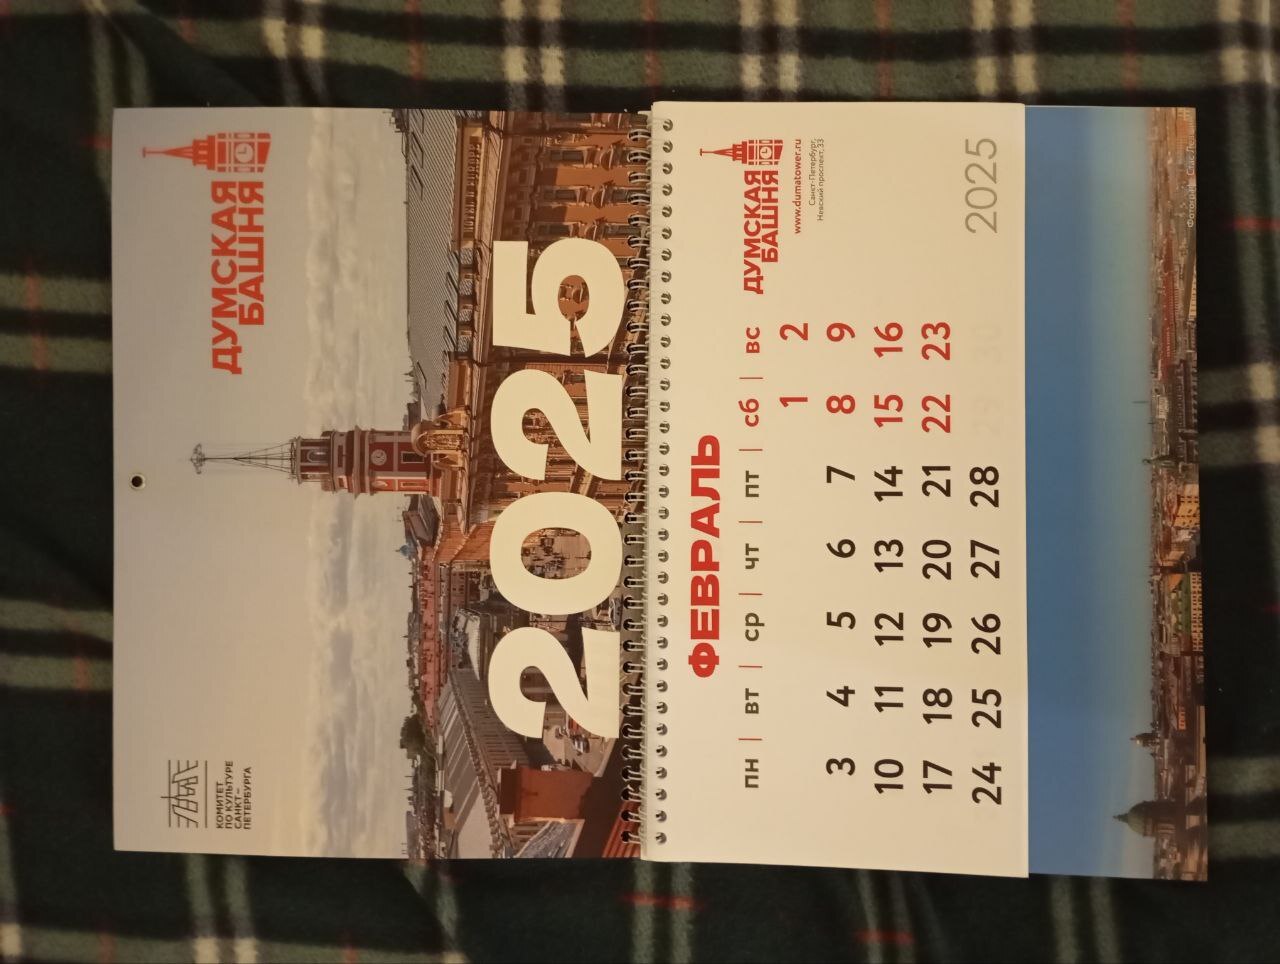 КОМИТЕТ
ПО КУЛЬТУРЕ
САНКТ–
ПЕТЕРБУРГА
ДУМСКАЯ
БАШНЯ
2025
ФЕВРАЛЬ
ДУМСКАЯ
БАШНЯ
www.dumatower.ru
Санкт-Петербург,
Невский проспект, 33
ПН | ВТ | СР | ЧТ | ПТ | СБ | ВС
1 2
3 4 5 6 7 8 9
10 11 12 13 14 15 16
17 18 19 20 21 22 23
24 25 26 27 28
2025